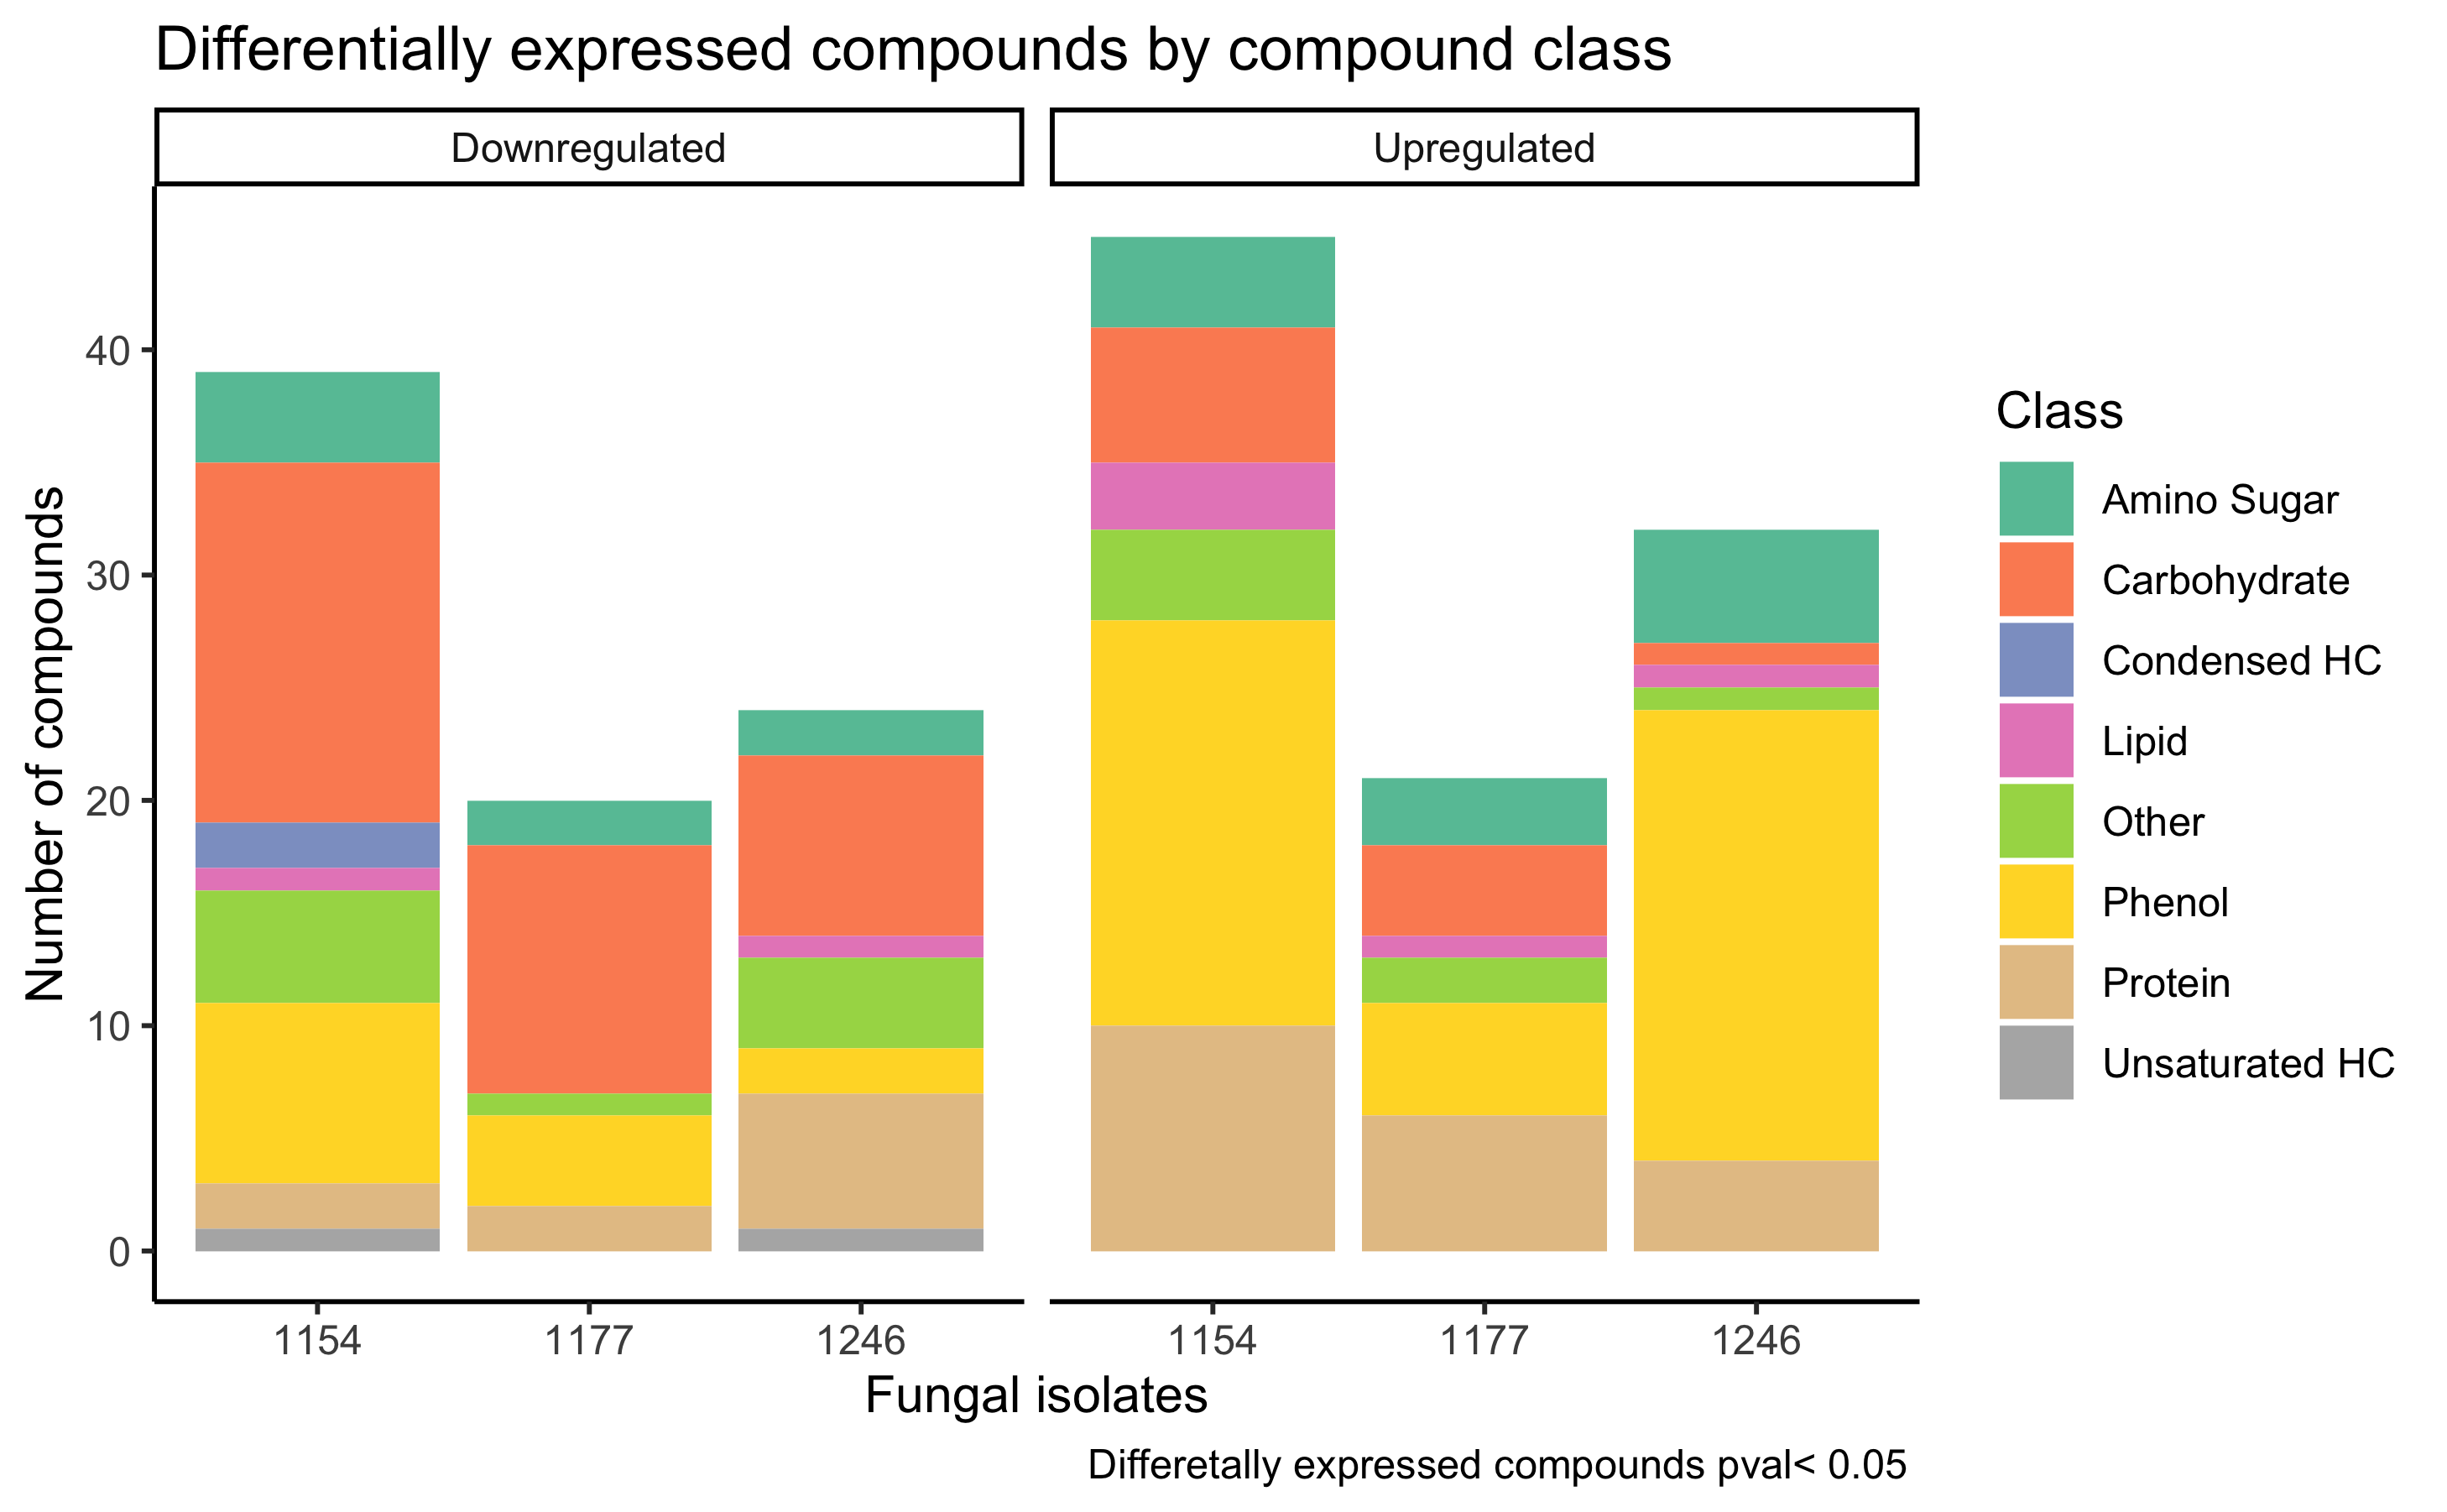 Differentially expressed compounds by compound class
Downregulated
Upregulated
Number of compounds
40
30
20
10
0
1154
1177
1246
1154
1177
1246
Fungal isolates
Differetally expressed compounds pval< 0.05
Class
Amino Sugar
Carbohydrate
Condensed HC
Lipid
Other
Phenol
Protein
Unsaturated HC